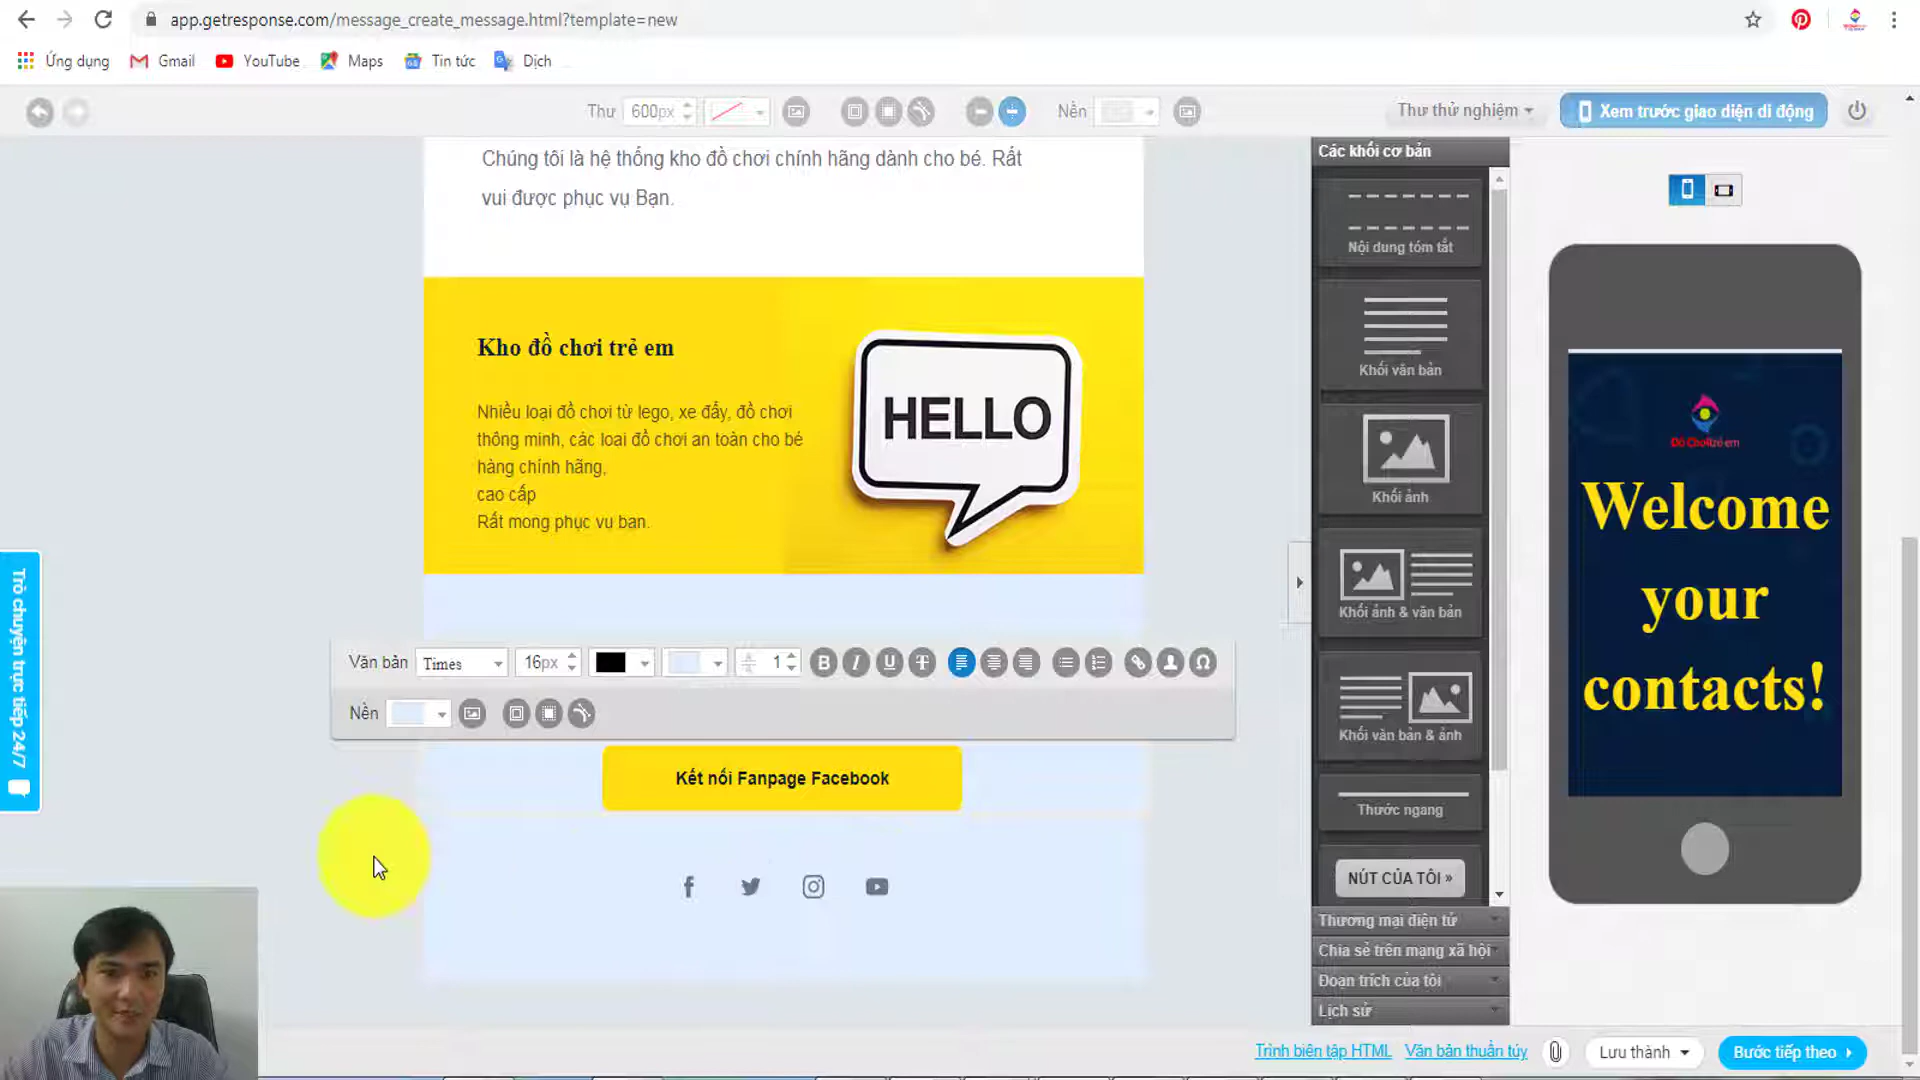 app.getresponse.com/message_create_message.html?template=new
Ứng dụng
Gmail
YouTube
Maps
Tin tức
Dịch
Thư
600px
Nền
Thư thử nghiệm
Xem trước giao diện di động
Chúng tôi là hệ thống kho đồ chơi chính hãng dành cho bé. Rất
vui được phục vụ Bạn.
Kho đồ chơi trẻ em
Nhiều loại đồ chơi từ lego, xe đẩy, đồ chơi
thông minh, các loại đồ chơi an toàn cho bé
hàng chính hãng,
cao cấp
Rất mong phục vụ bạn.
HELLO
Văn bản
Times
16px
1
Nền
Kết nối Fanpage Facebook
Trò chuyện trực tiếp 24/7
Các khối cơ bản
Nội dung tóm tắt
Khối văn bản
Khối ảnh
Khối ảnh & văn bản
Khối văn bản & ảnh
Thước ngang
NÚT CỦA TÔI »
Thương mại điện tử
Chia sẻ trên mạng xã hội
Đoạn trích của tôi
Lịch sử
Đồ Chơi trẻ em
Welcome
your
contacts!
Trình biên tập HTML
Văn bản thuần túy
Lưu thành
Bước tiếp theo